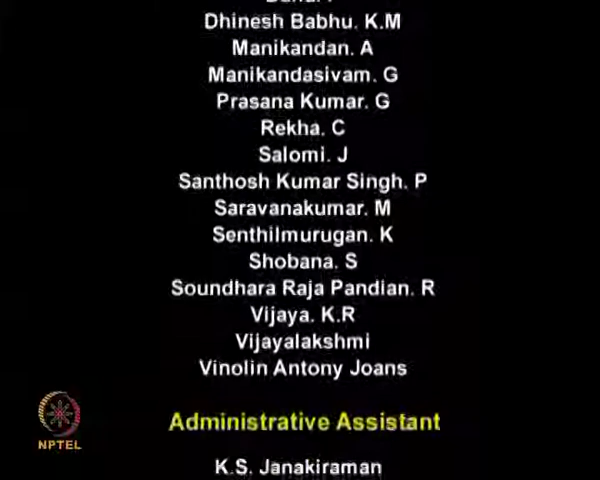 Dhinesh Babhu. K.M
Manikandan. A
Manikandasivam. G
Prasana Kumar. G
Rekha. C
Salomi. J
Santhosh Kumar Singh. P
Saravanakumar. M
Senthilmurugan. K
Shobana. S
Soundhara Raja Pandian. R
Vijaya. K.R
Vijayalakshmi
Vinolin Antony Joans
Administrative Assistant
NPTEL
K.S. Janakiraman